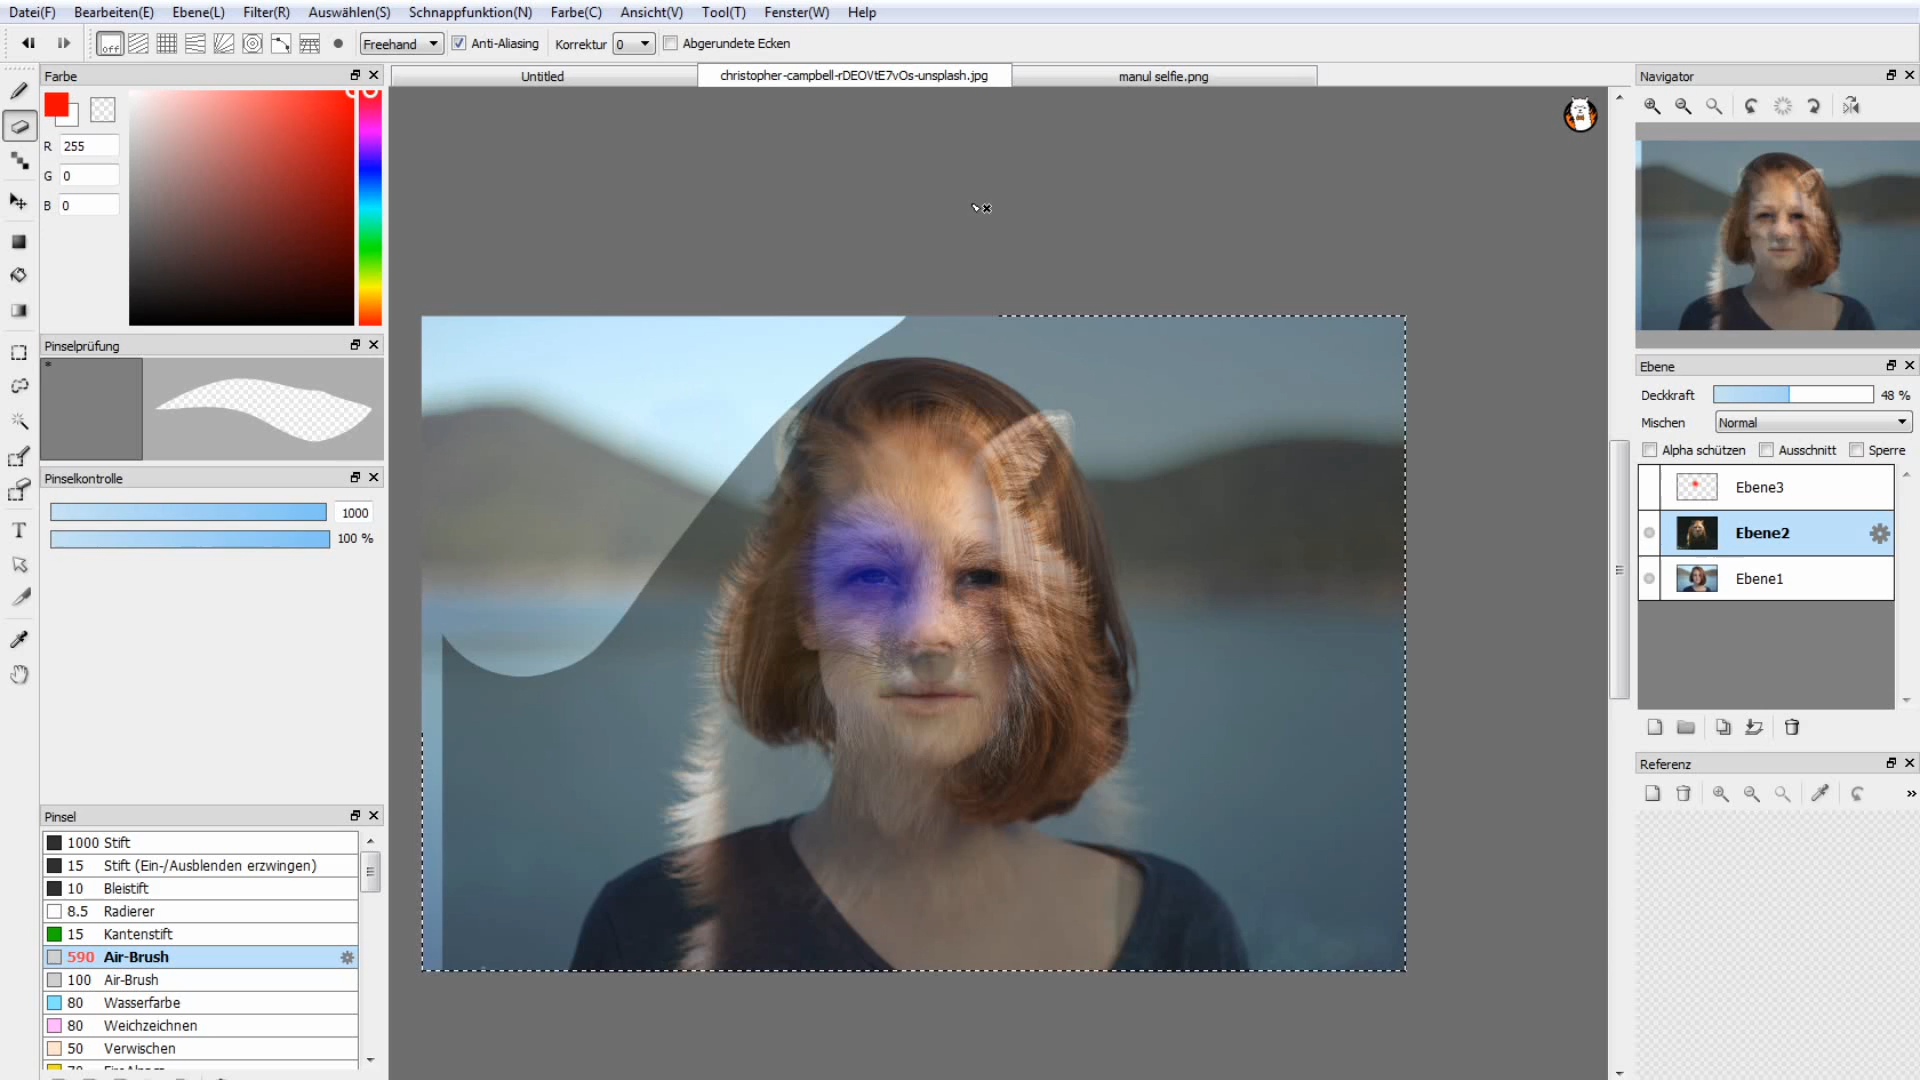 Datei(F) Bearbeiten(E) Ebene(L) Filter(R) Auswählen(S) Schnappfunktion(N) Farbe(C) Ansicht(V) Tool(T) Fenster(W) Help
off Freehand Anti-Aliasing Korrektur 0 Abgerundete Ecken
Farbe
Untitled christopher-campbell-rDEOVtE7vOs-unsplash.jpg manul selfie.png
R 255
G 0
B 0
Pinselprüfung
*
Pinselkontrolle
1000
100 %
T
Pinsel
1000 Stift
15 Stift (Ein-/Ausblenden erzwingen)
10 Bleistift
8.5 Radierer
15 Kantenstift
590 Air-Brush
100 Air-Brush
80 Wasserfarbe
80 Weichzeichnen
50 Verwischen
Navigator
Ebene
Deckkraft 48 %
Mischen Normal
Alpha schützen Ausschnitt Sperre
Ebene3
Ebene2
Ebene1
Referenz
»